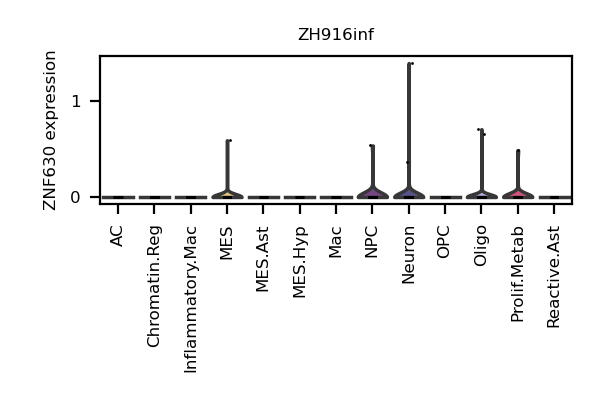 ZH916inf
ZNF630 expression
1
0
AC
Chromatin.Reg
Inflammatory.Mac
MES
MES.Ast
MES.Hyp
Mac
NPC
Neuron
OPC
Oligo
Prolif.Metab
Reactive.Ast